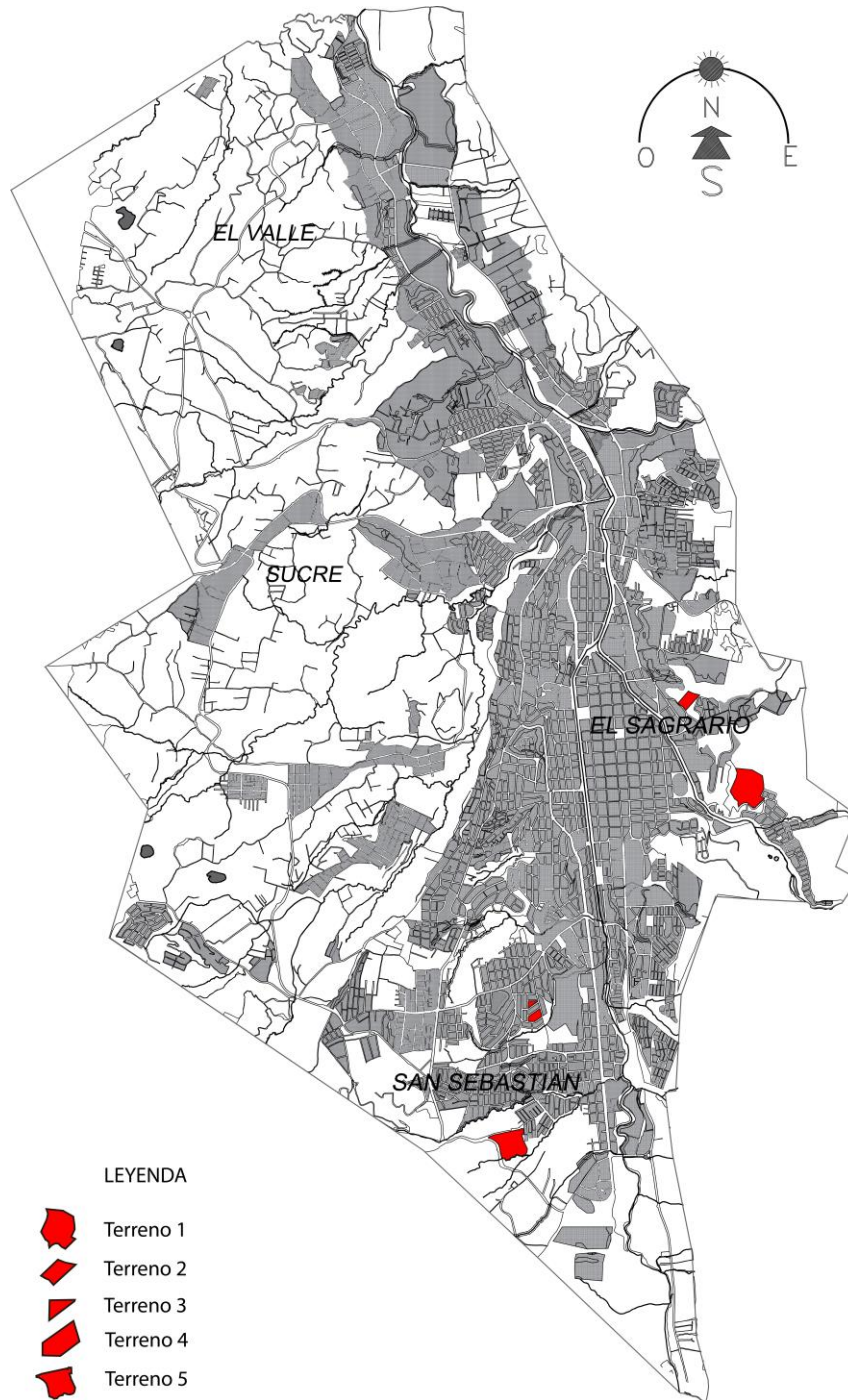 N
O E
S
EL VALLE
SUCRE
EL SAGRARIO
SAN SEBASTIAN
LEYENDA
Terreno 1
Terreno 2
Terreno 3
Terreno 4
Terreno 5